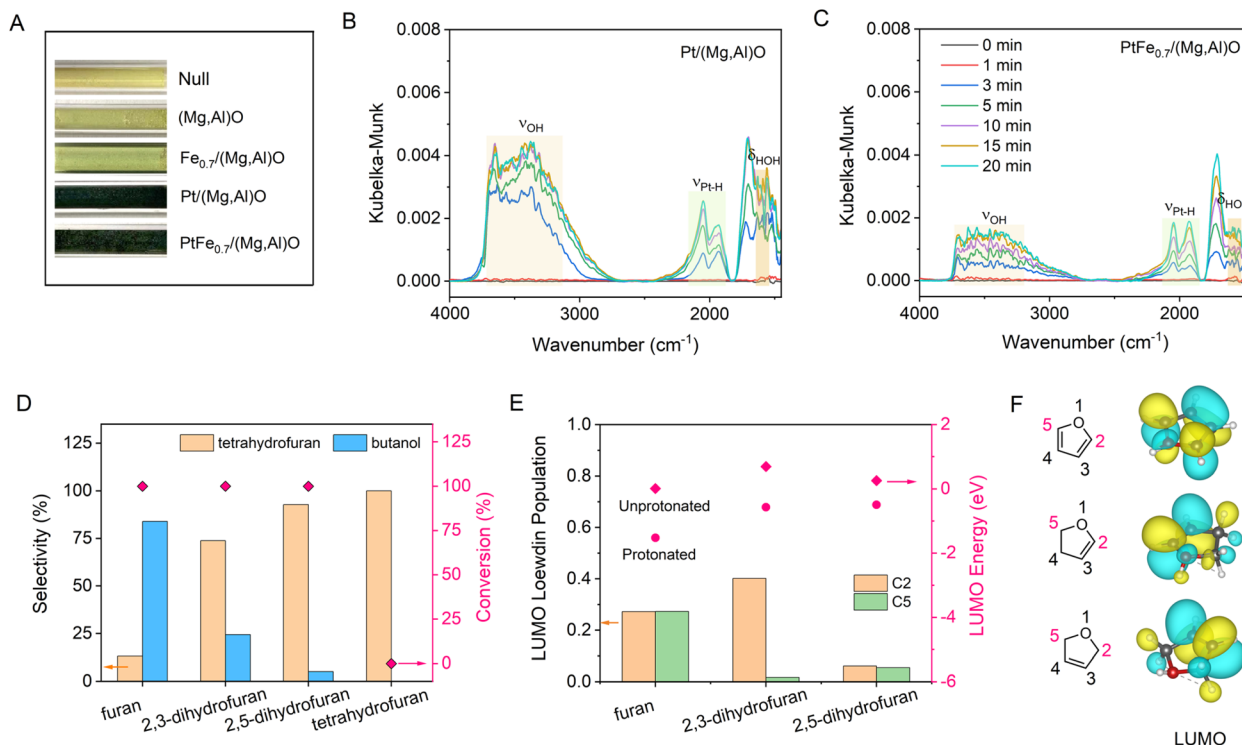 A
Null
(Mg,Al)O
Fe0.7/(Mg,Al)O
Pt/(Mg,Al)O
PtFe0.7/(Mg,Al)O
B
Pt/(Mg,Al)O
νOH
νPt-H
δHOH
Kubelka-Munk
0.008
0.006
0.004
0.002
0.000
4000
3000
2000
Wavenumber (cm-1)
C
PtFe0.7/(Mg,Al)O
0 min
1 min
3 min
5 min
10 min
15 min
20 min
νOH
νPt-H
δHO
Kubelka-Munk
0.008
0.006
0.004
0.002
0.000
4000
3000
2000
Wavenumber (cm-1)
D
tetrahydrofuran
butanol
Selectivity (%)
125
100
75
50
25
0
Conversion (%)
125
100
75
50
25
0
furan
2,3-dihydrofuran
2,5-dihydrofuran
tetrahydrofuran
E
LUMO Loewdin Population
1.0
0.8
0.6
0.4
0.2
0.0
Unprotonated
Protonated
C2
C5
LUMO Energy (eV)
2
0
-2
-4
-6
furan
2,3-dihydrofuran
2,5-dihydrofuran
F
1
5
O
2
4
3
1
5
O
2
4
3
1
5
O
2
4
3
LUMO